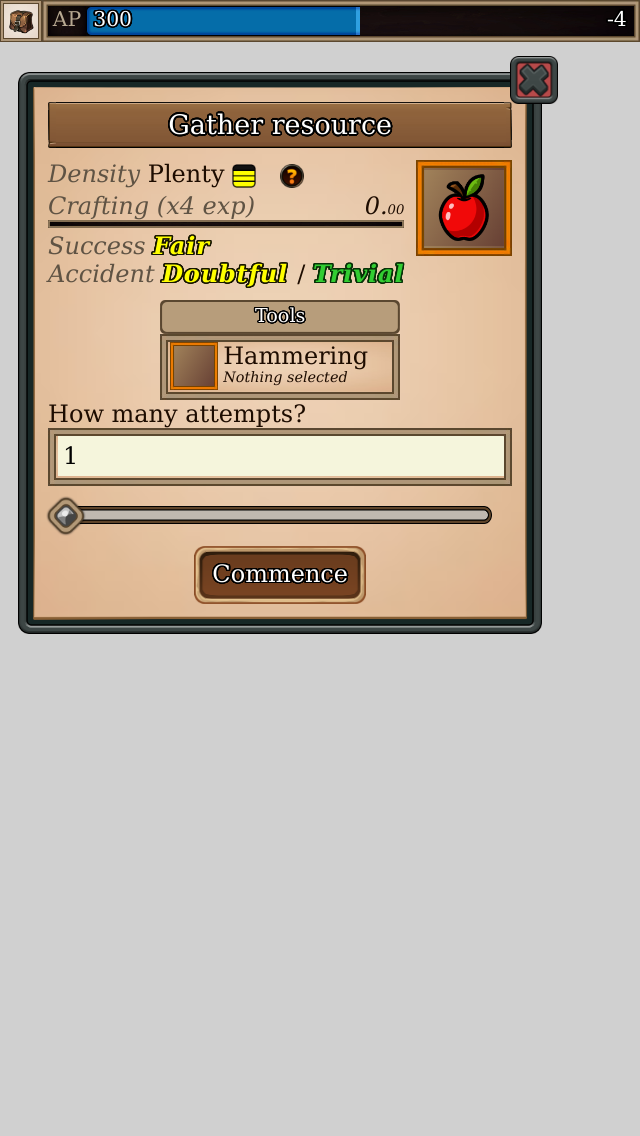 AP 300 -4
Gather resource
Density Plenty ?
Crafting (x4 exp) 0.00
Success Fair
Accident Doubtful / Trivial
Tools
Hammering
Nothing selected
How many attempts?
1
Commence